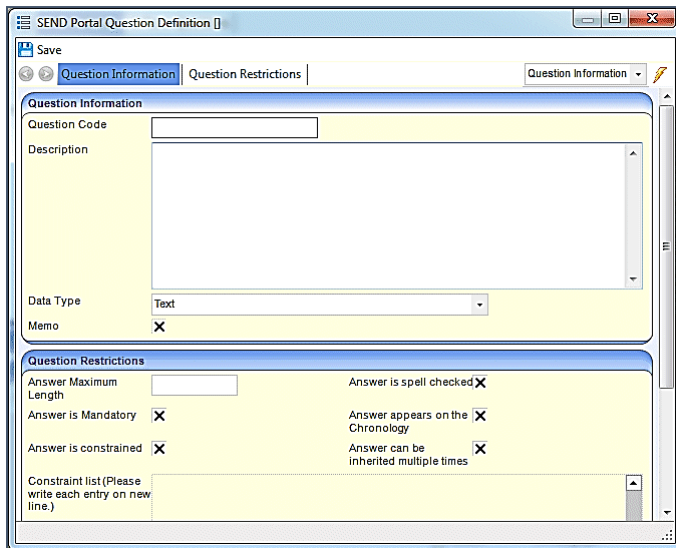 SEND Portal Question Definition []
Save
Question Information Question Restrictions Question Information
Question Information
Question Code
Description
Data Type Text
Memo
Question Restrictions
Answer Maximum Answer is spell checked
Length
Answer is Mandatory Answer appears on the
Chronology
Answer is constrained Answer can be
inherited multiple times
Constraint list (Please
write each entry on new
line.)